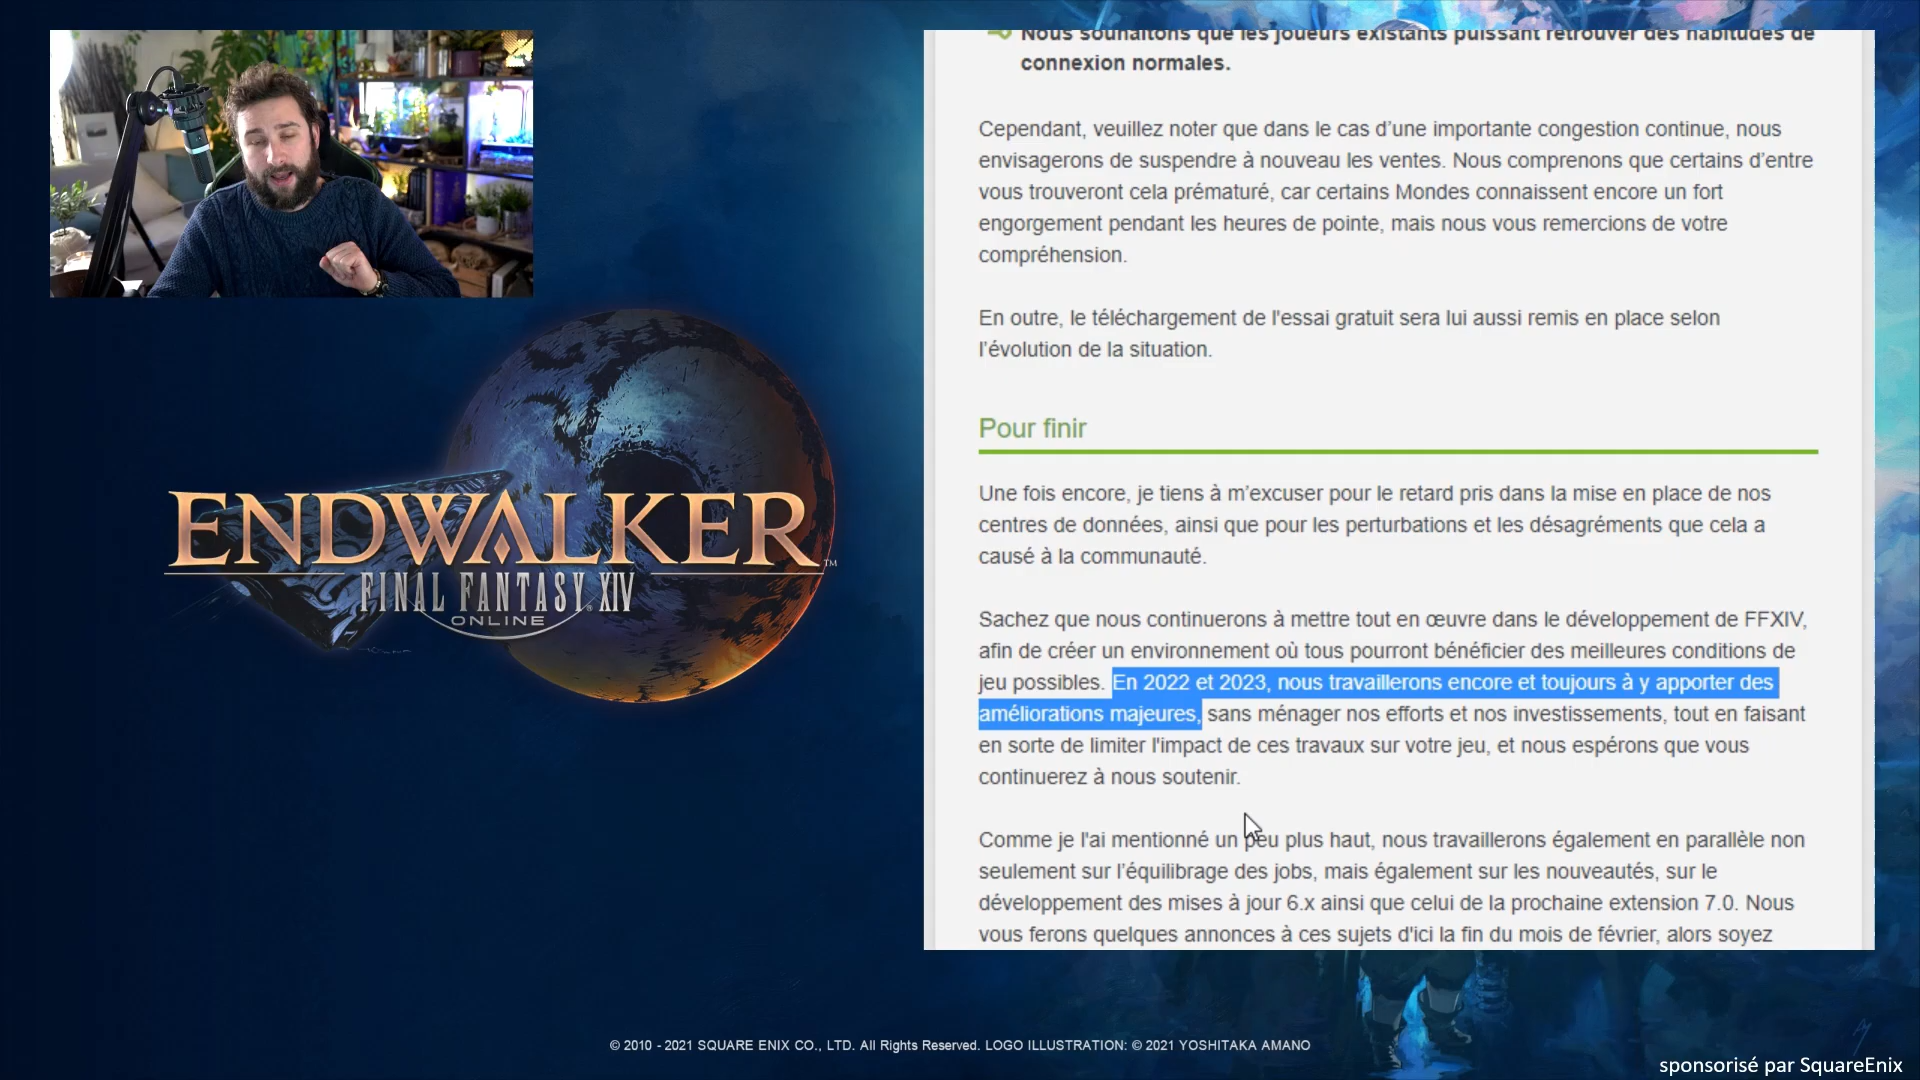 Nous souhaitons que les joueurs existants puissant retrouver des habitudes de
connexion normales.
Cependant, veuillez noter que dans le cas d’une importante congestion continue, nous
envisagerons de suspendre à nouveau les ventes. Nous comprenons que certains d’entre
vous trouveront cela prématuré, car certains Mondes connaissent encore un fort
engorgement pendant les heures de pointe, mais nous vous remercions de votre
compréhension.
En outre, le téléchargement de l'essai gratuit sera lui aussi remis en place selon
l’évolution de la situation.
Pour finir
Une fois encore, je tiens à m’excuser pour le retard pris dans la mise en place de nos
centres de données, ainsi que pour les perturbations et les désagréments que cela a
causé à la communauté.
Sachez que nous continuerons à mettre tout en œuvre dans le développement de FFXIV,
afin de créer un environnement où tous pourront bénéficier des meilleures conditions de
jeu possibles. En 2022 et 2023, nous travaillerons encore et toujours à y apporter des
améliorations majeures, sans ménager nos efforts et nos investissements, tout en faisant
en sorte de limiter l'impact de ces travaux sur votre jeu, et nous espérons que vous
continuerez à nous soutenir.
Comme je l'ai mentionné un peu plus haut, nous travaillerons également en parallèle non
seulement sur l’équilibrage des jobs, mais également sur les nouveautés, sur le
développement des mises à jour 6.x ainsi que celui de la prochaine extension 7.0. Nous
vous ferons quelques annonces à ces sujets d'ici la fin du mois de février, alors soyez
ENDWALKER™
FINAL FANTASY® XIV
ONLINE
© 2010 - 2021 SQUARE ENIX CO., LTD. All Rights Reserved. LOGO ILLUSTRATION: © 2021 YOSHITAKA AMANO
sponsorisé par SquareEnix